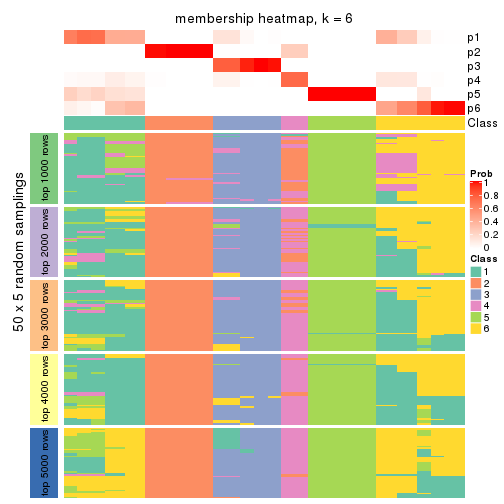 membership heatmap, k = 6
p1
p2
p3
p4
p5
p6
Class
50 x 5 random samplings
top 1000 rows
top 2000 rows
top 3000 rows
top 4000 rows
top 5000 rows
Prob
1
0.8
0.6
0.4
0.2
0
Class
1
2
3
4
5
6